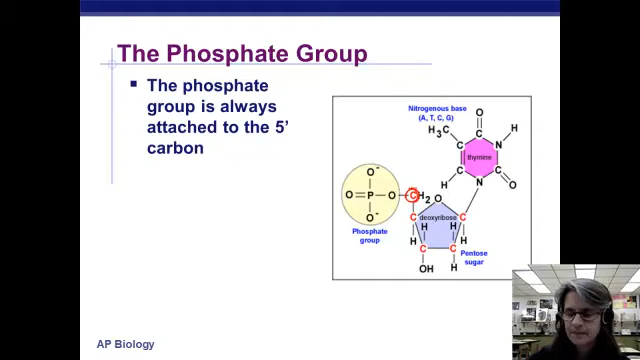 The Phosphate Group
The phosphate
group is always
attached to the 5'
carbon
Nitrogenous base
(A, T, C, G)
O
H3C
C
H
C
N
thymine
C
C
H
N
O
O-
O=P-O
CH2
O
O-
C
deoxyribose
C
Phosphate
group
H
H
H
H
C
C
Pentose
sugar
OH
H
AP Biology